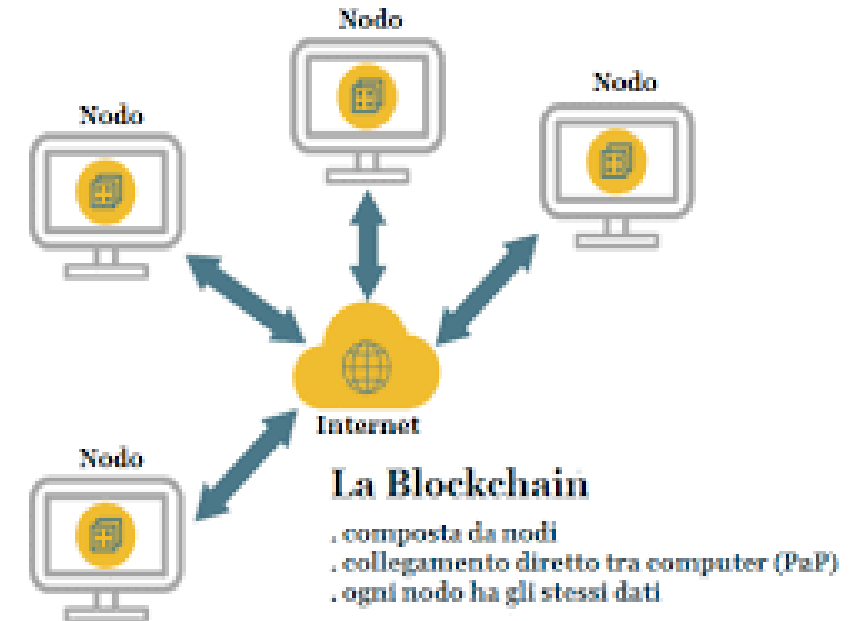 Nodo
Nodo
Nodo
Internet
Nodo
La Blockchain
. composta da nodi
. collegamento diretto tra computer (PaP)
. ogni nodo ha gli stessi dati